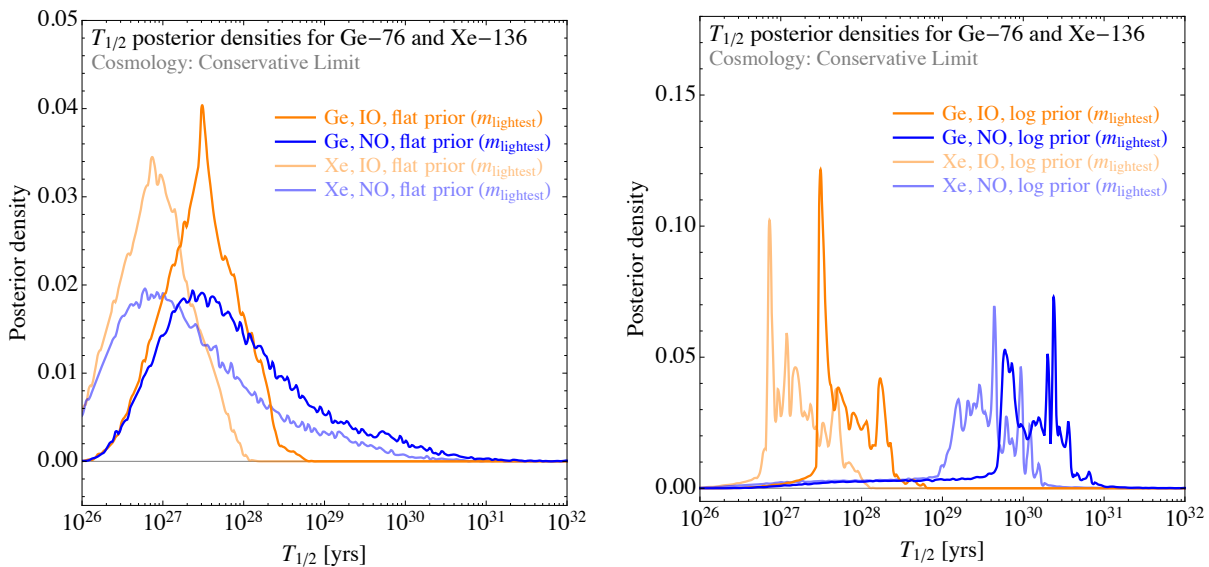 T1/2 posterior densities for Ge−76 and Xe−136
Cosmology: Conservative Limit
Ge, IO, flat prior (mlightest)
Ge, NO, flat prior (mlightest)
Xe, IO, flat prior (mlightest)
Xe, NO, flat prior (mlightest)
Posterior density
0.05
0.04
0.03
0.02
0.01
0.00
10^26 10^27 10^28 10^29 10^30 10^31 10^32
T1/2 [yrs]
T1/2 posterior densities for Ge−76 and Xe−136
Cosmology: Conservative Limit
Ge, IO, log prior (mlightest)
Ge, NO, log prior (mlightest)
Xe, IO, log prior (mlightest)
Xe, NO, log prior (mlightest)
Posterior density
0.15
0.10
0.05
0.00
10^26 10^27 10^28 10^29 10^30 10^31 10^32
T1/2 [yrs]